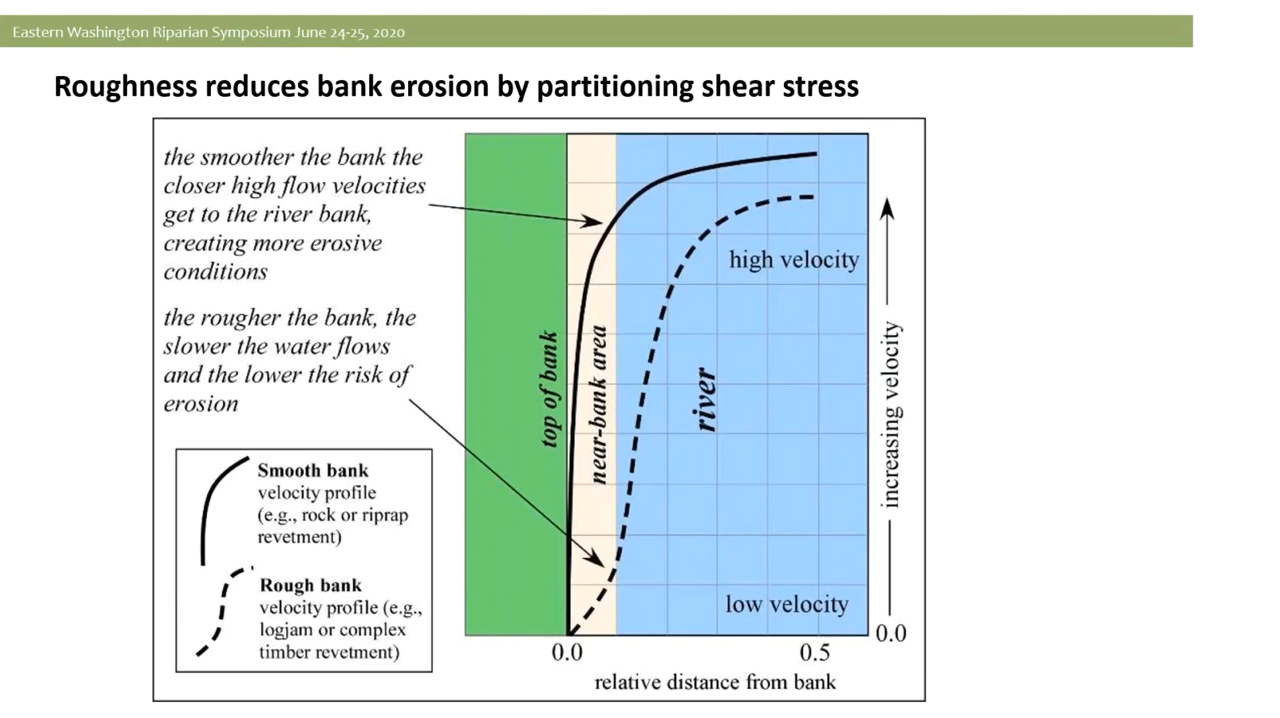 Eastern Washington Riparian Symposium June 24-25, 2020
Roughness reduces bank erosion by partitioning shear stress
the smoother the bank the
closer high flow velocities
get to the river bank,
creating more erosive
conditions
the rougher the bank, the
slower the water flows
and the lower the risk of
erosion
Smooth bank
velocity profile
(e.g., rock or riprap
revetment)
Rough bank
velocity profile (e.g.,
logjam or complex
timber revetment)
top of bank
near-bank area
river
high velocity
low velocity
increasing velocity
0.0
0.0
0.5
relative distance from bank